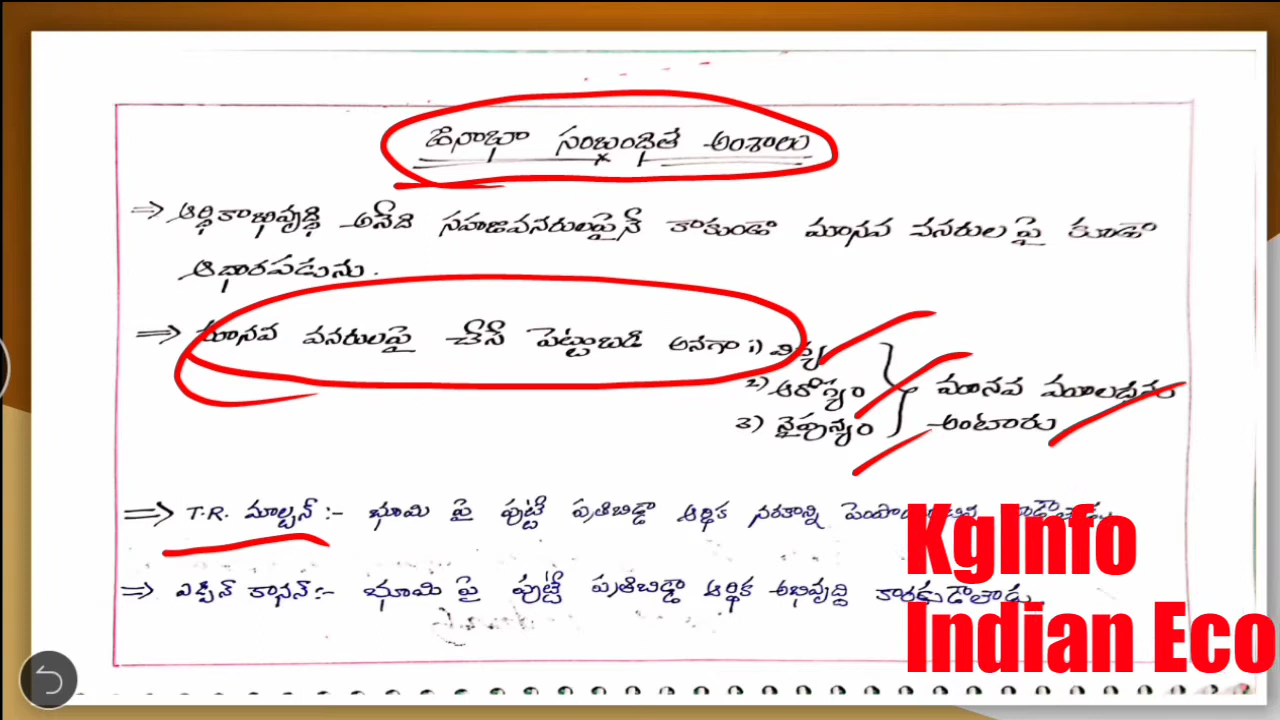 జనాభా సంబంధిత అంశాలు
⇒ ఆర్థికాభివృద్ధి అనేది సహజవనరులపైనే కాకుండా మానవ వనరుల పై కూడా
ఆధారపడును.
⇒ మానవ వనరులపై చేసే పెట్టుబడి అనగా 1) విద్య
2) ఆరోగ్యం మానవ మూలధనం
3) నైపున్యం అంటారు
⇒ T.R. మాల్థస్ :- భూమి పై పుట్టే ప్రతిబిడ్డా ఆర్థిక
⇒ ఎడ్విన్ కానన్ :- భూమి పై పుట్టే ప్రతిబిడ్డా ఆర్థిక అభివృద్ధి కారకుడౌతాడు.
KgInfo
Indian Eco